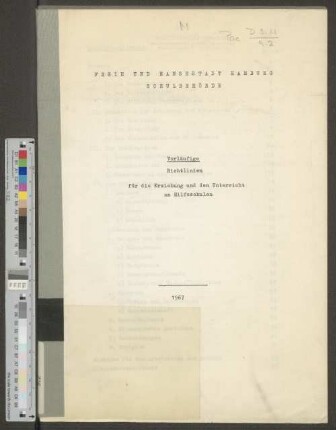 FREIE UND HANSESTADT HAMBURG
SCHULBEHÖRDE
Vorläufige
Richtlinien
für die Erziehung und den Unterricht
an Hilfsschulen
1962